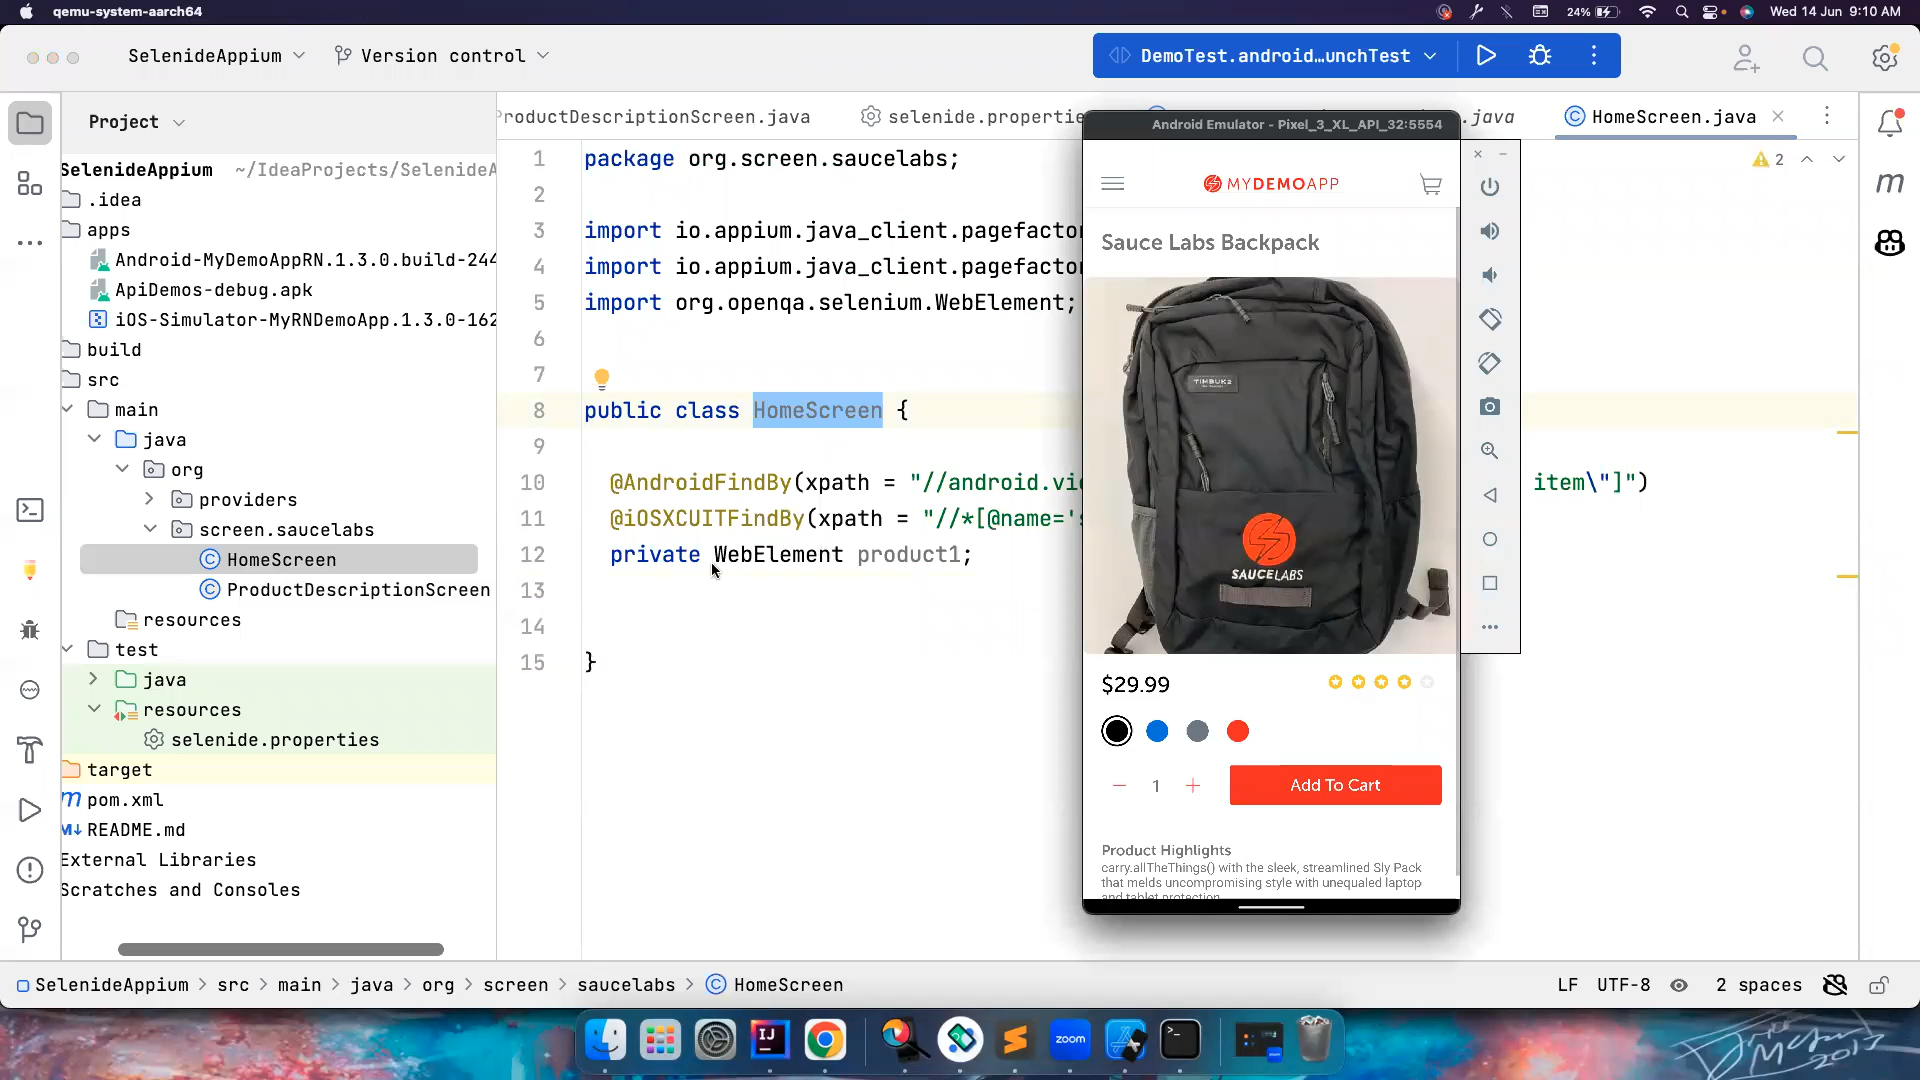 qemu-system-aarch64
24%
Wed 14 Jun 9:10 AM
SelenideAppium
Version control
DemoTest.android...unchTest
Project
ProductDescriptionScreen.java
selenide.properties
.java
HomeScreen.java
SelenideAppium ~/IdeaProjects/SelenideA
.idea
apps
Android-MyDemoAppRN.1.3.0.build-244
ApiDemos-debug.apk
iOS-Simulator-MyRNDemoApp.1.3.0-162
build
src
main
java
org
providers
screen.saucelabs
HomeScreen
ProductDescriptionScreen
resources
test
java
resources
selenide.properties
target
pom.xml
README.md
External Libraries
Scratches and Consoles
2
1 package org.screen.saucelabs;
2
3 import io.appium.java_client.pagefactor
4 import io.appium.java_client.pagefactor
5 import org.openqa.selenium.WebElement;
6
7
8 public class HomeScreen {
9
10 @AndroidFindBy(xpath = "//android.vie item\"]")
11 @iOSXCUITFindBy(xpath = "//*[@name='s
12 private WebElement product1;
13
14
15 }
Android Emulator - Pixel_3_XL_API_32:5554
MYDEMOAPP
Sauce Labs Backpack
TIMBUK2
SAUCELABS
$29.99
1
Add To Cart
Product Highlights
carry.allTheThings() with the sleek, streamlined Sly Pack
that melds uncompromising style with unequaled laptop
and tablet protection
SelenideAppium > src > main > java > org > screen > saucelabs > HomeScreen
LF UTF-8 2 spaces
zoom
2017